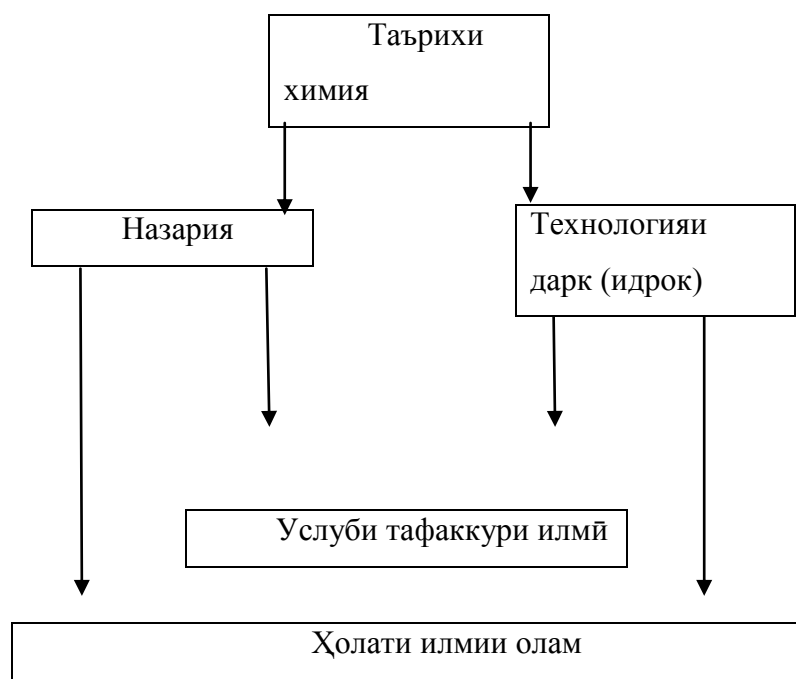 Таърихи
химия
Назария
Технологияи
дарк (идрок)
Услуби тафаккури илмӣ
Ҳолати илмии олам